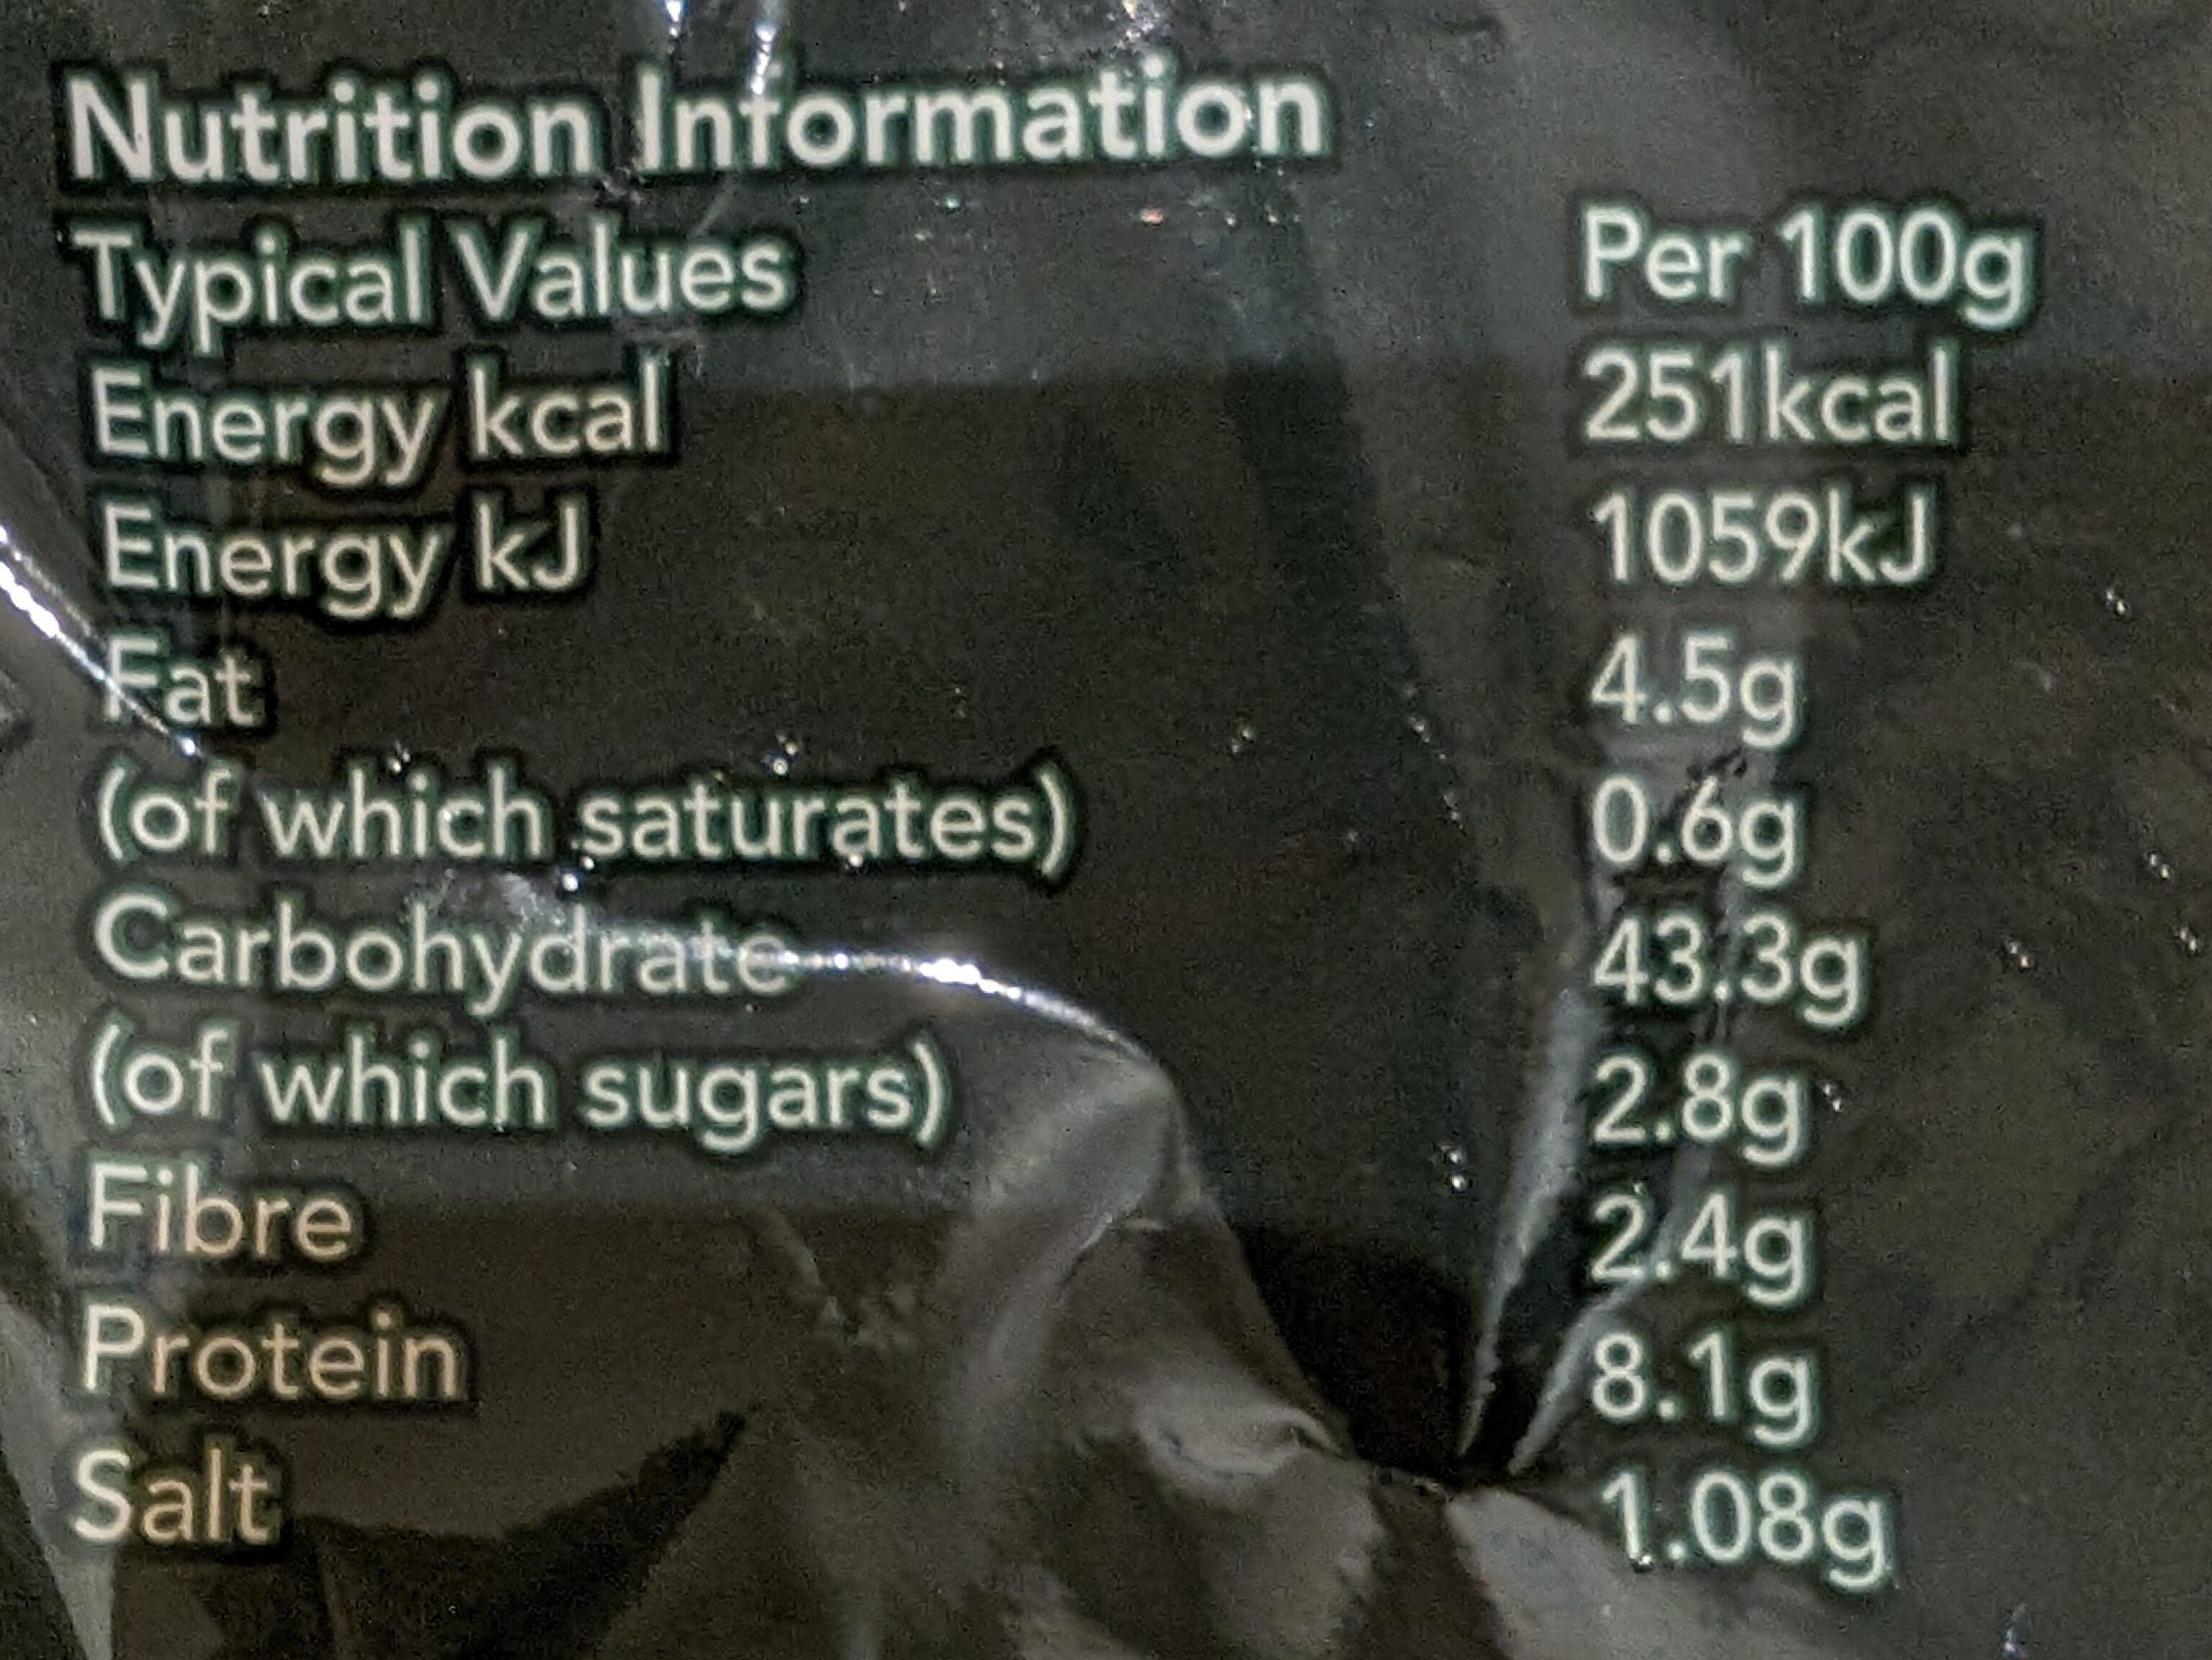 Nutrition Information
Typical Values Per 100g
Energy kcal 251kcal
Energy kJ 1059kJ
Fat 4.5g
(of which saturates) 0.6g
Carbohydrate 43.3g
(of which sugars) 2.8g
Fibre 2.4g
Protein 8.1g
Salt 1.08g